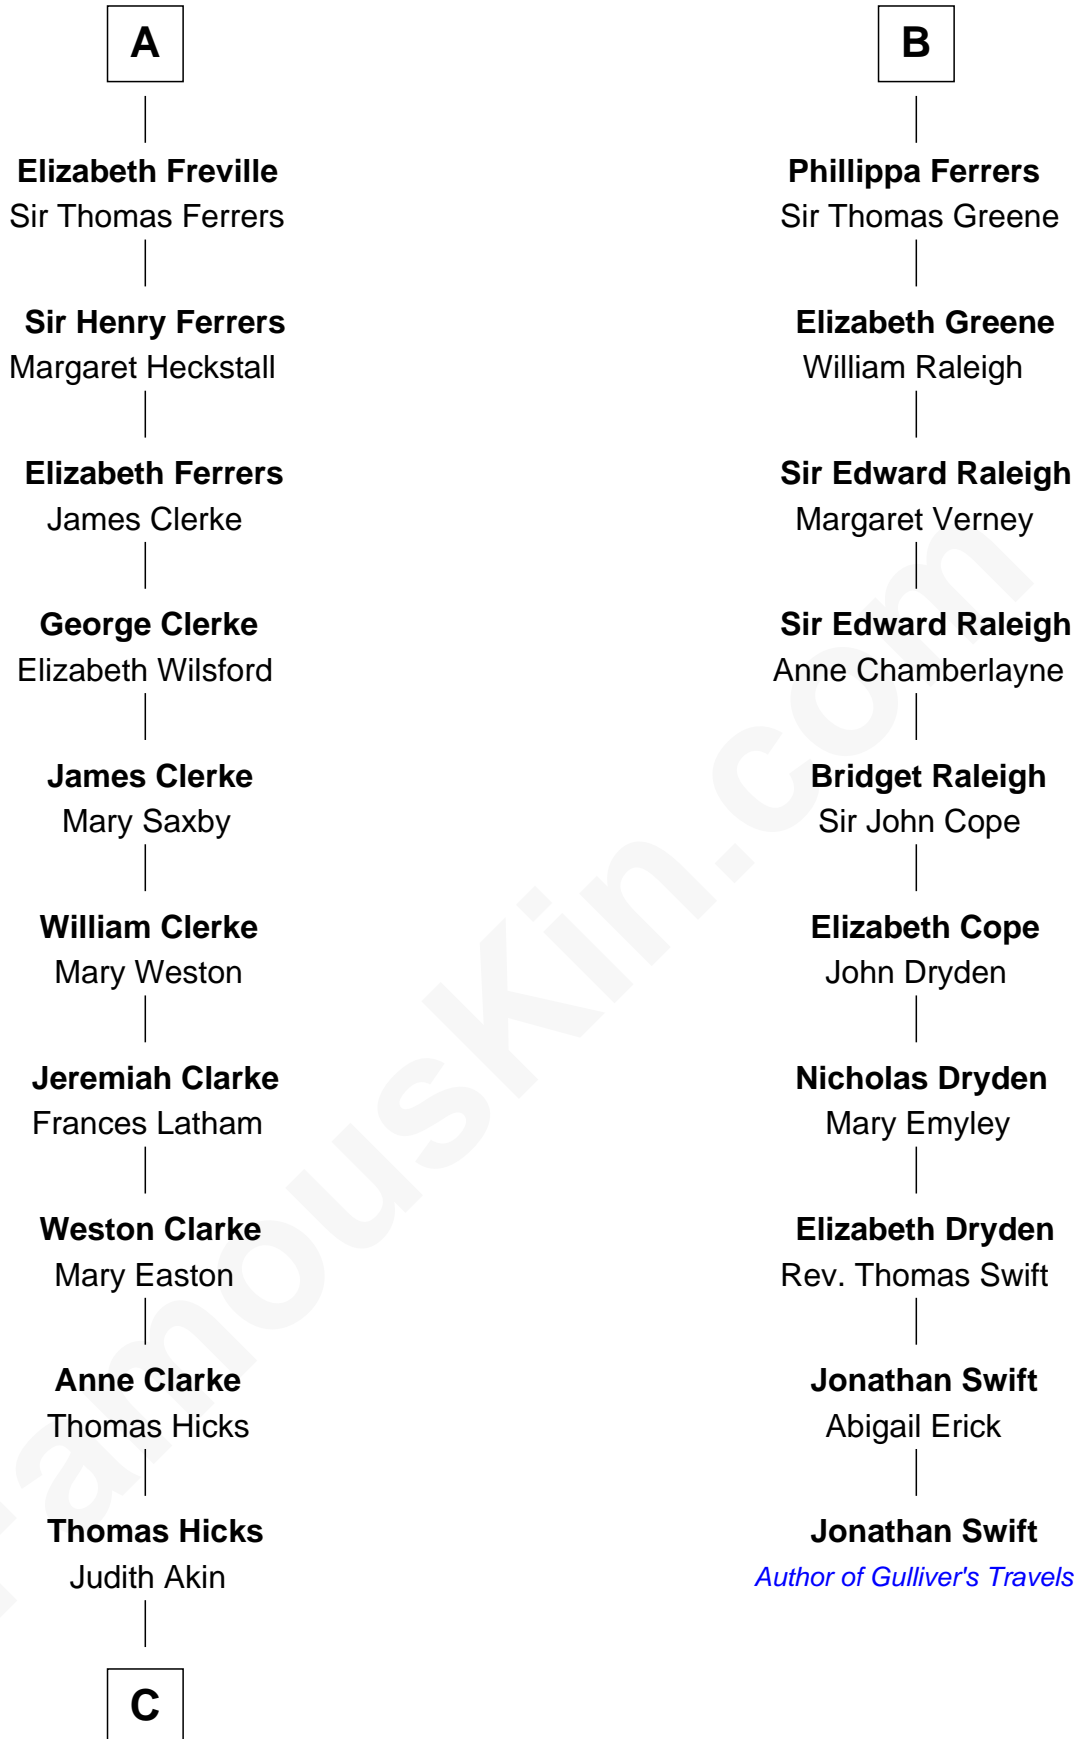 A
Elizabeth Freville
Sir Thomas Ferrers
Sir Henry Ferrers
Margaret Heckstall
Elizabeth Ferrers
James Clerke
George Clerke
Elizabeth Wilsford
James Clerke
Mary Saxby
William Clerke
Mary Weston
Jeremiah Clarke
Frances Latham
Weston Clarke
Mary Easton
Anne Clarke
Thomas Hicks
Thomas Hicks
Judith Akin
C
B
Phillippa Ferrers
Sir Thomas Greene
Elizabeth Greene
William Raleigh
Sir Edward Raleigh
Margaret Verney
Sir Edward Raleigh
Anne Chamberlayne
Bridget Raleigh
Sir John Cope
Elizabeth Cope
John Dryden
Nicholas Dryden
Mary Emyley
Elizabeth Dryden
Rev. Thomas Swift
Jonathan Swift
Abigail Erick
Jonathan Swift
Author of Gulliver's Travels
FamousKin.com